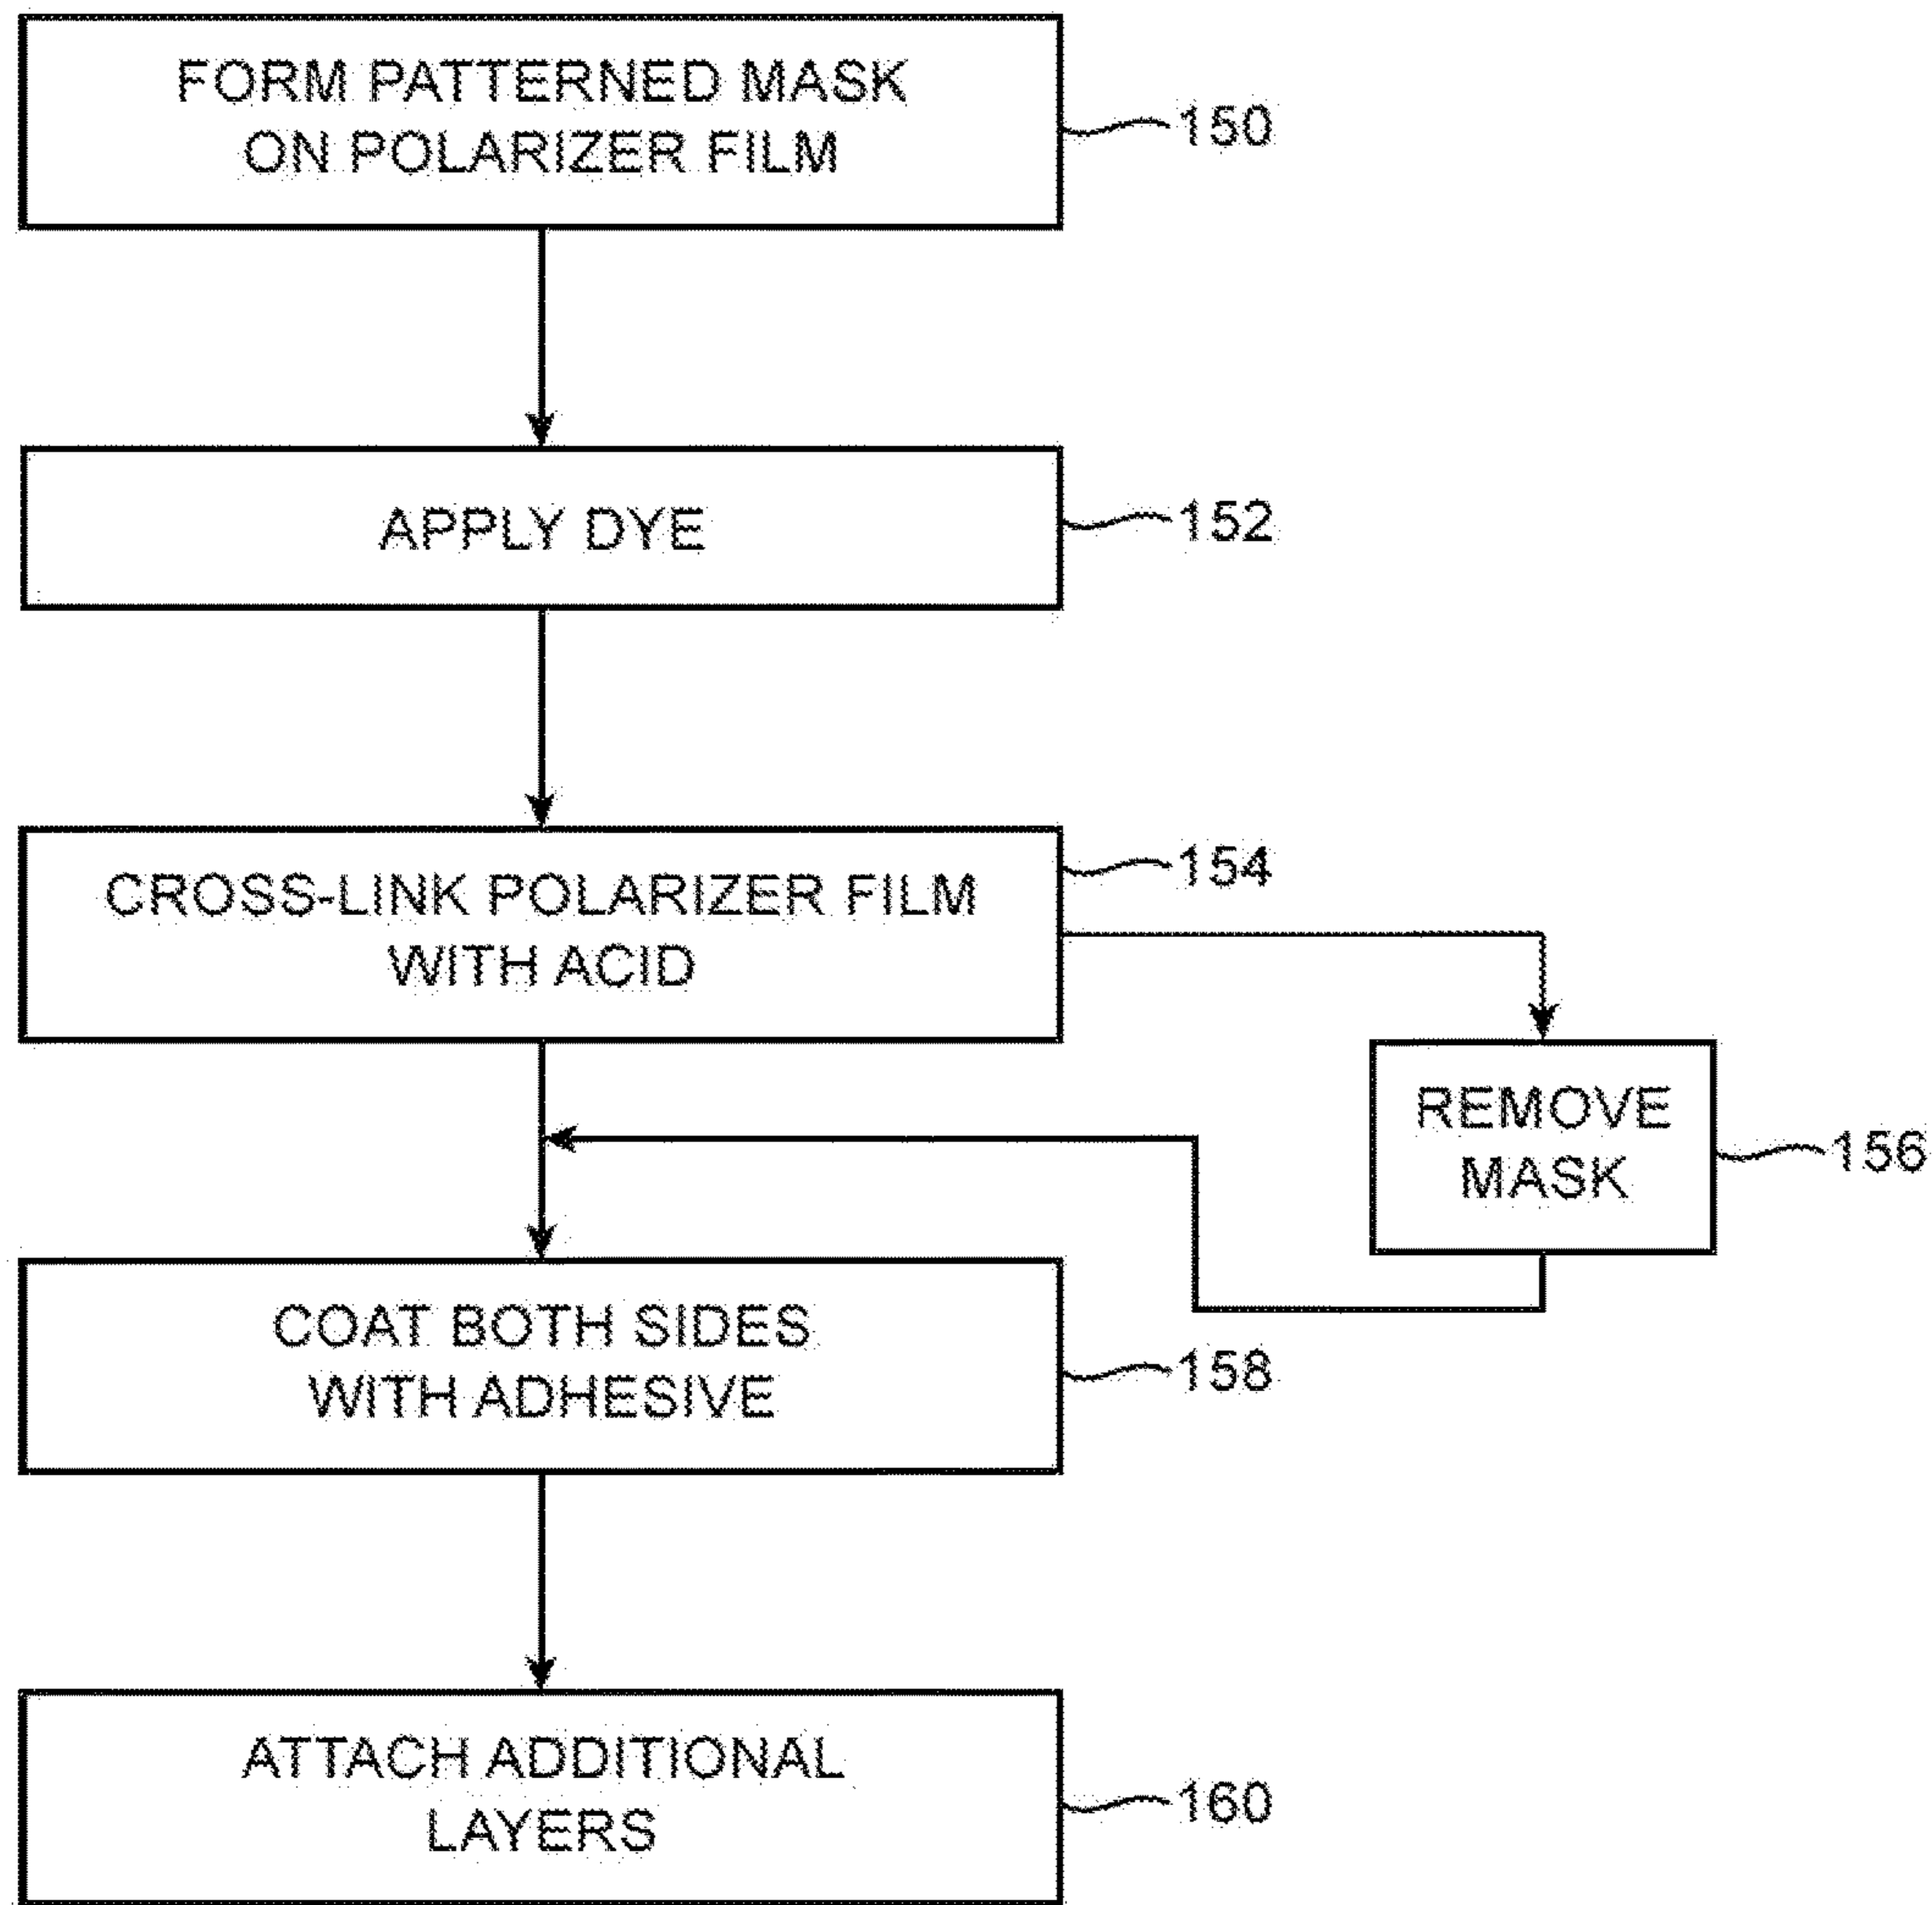 FORM PATTERNED MASK
ON POLARIZER FILM
150
APPLY DYE
152
CROSS-LINK POLARIZER FILM
WITH ACID
154
REMOVE
MASK
156
COAT BOTH SIDES
WITH ADHESIVE
158
ATTACH ADDITIONAL
LAYERS
160